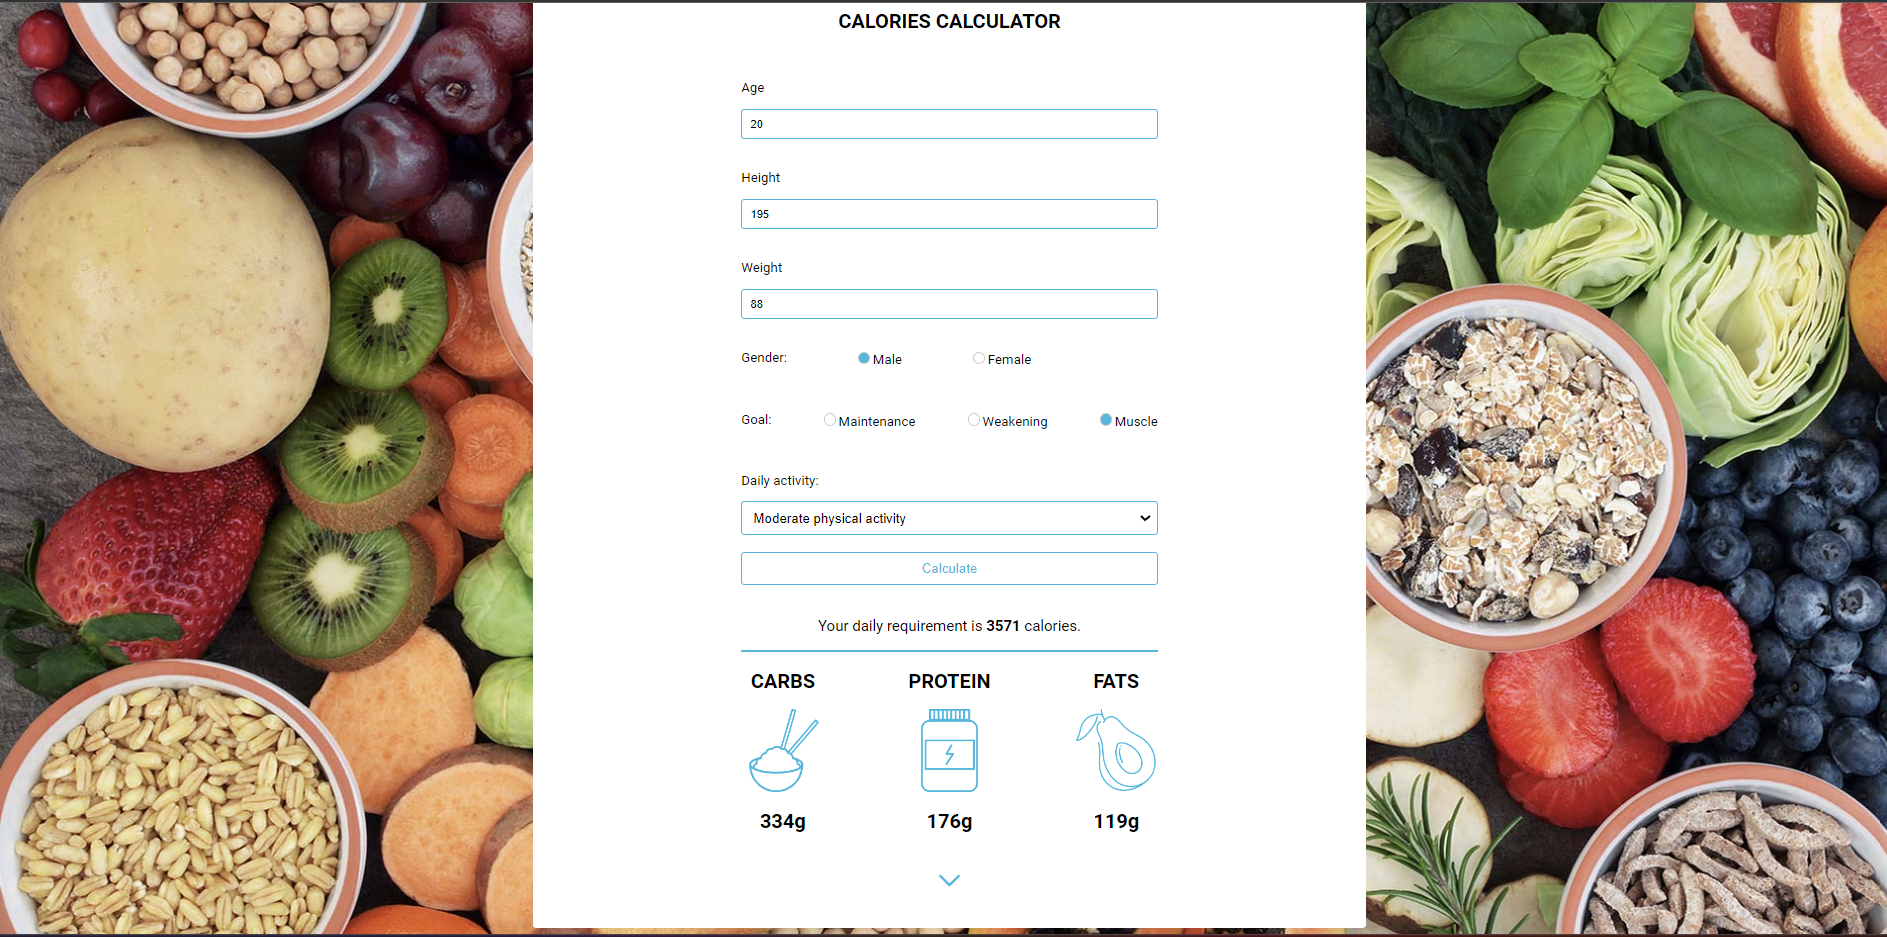 CALORIES CALCULATOR
Age
20
Height
195
Weight
88
Gender: Male Female
Goal: Maintenance Weakening Muscle
Daily activity:
Moderate physical activity
Calculate
Your daily requirement is 3571 calories.
CARBS PROTEIN FATS
334g 176g 119g